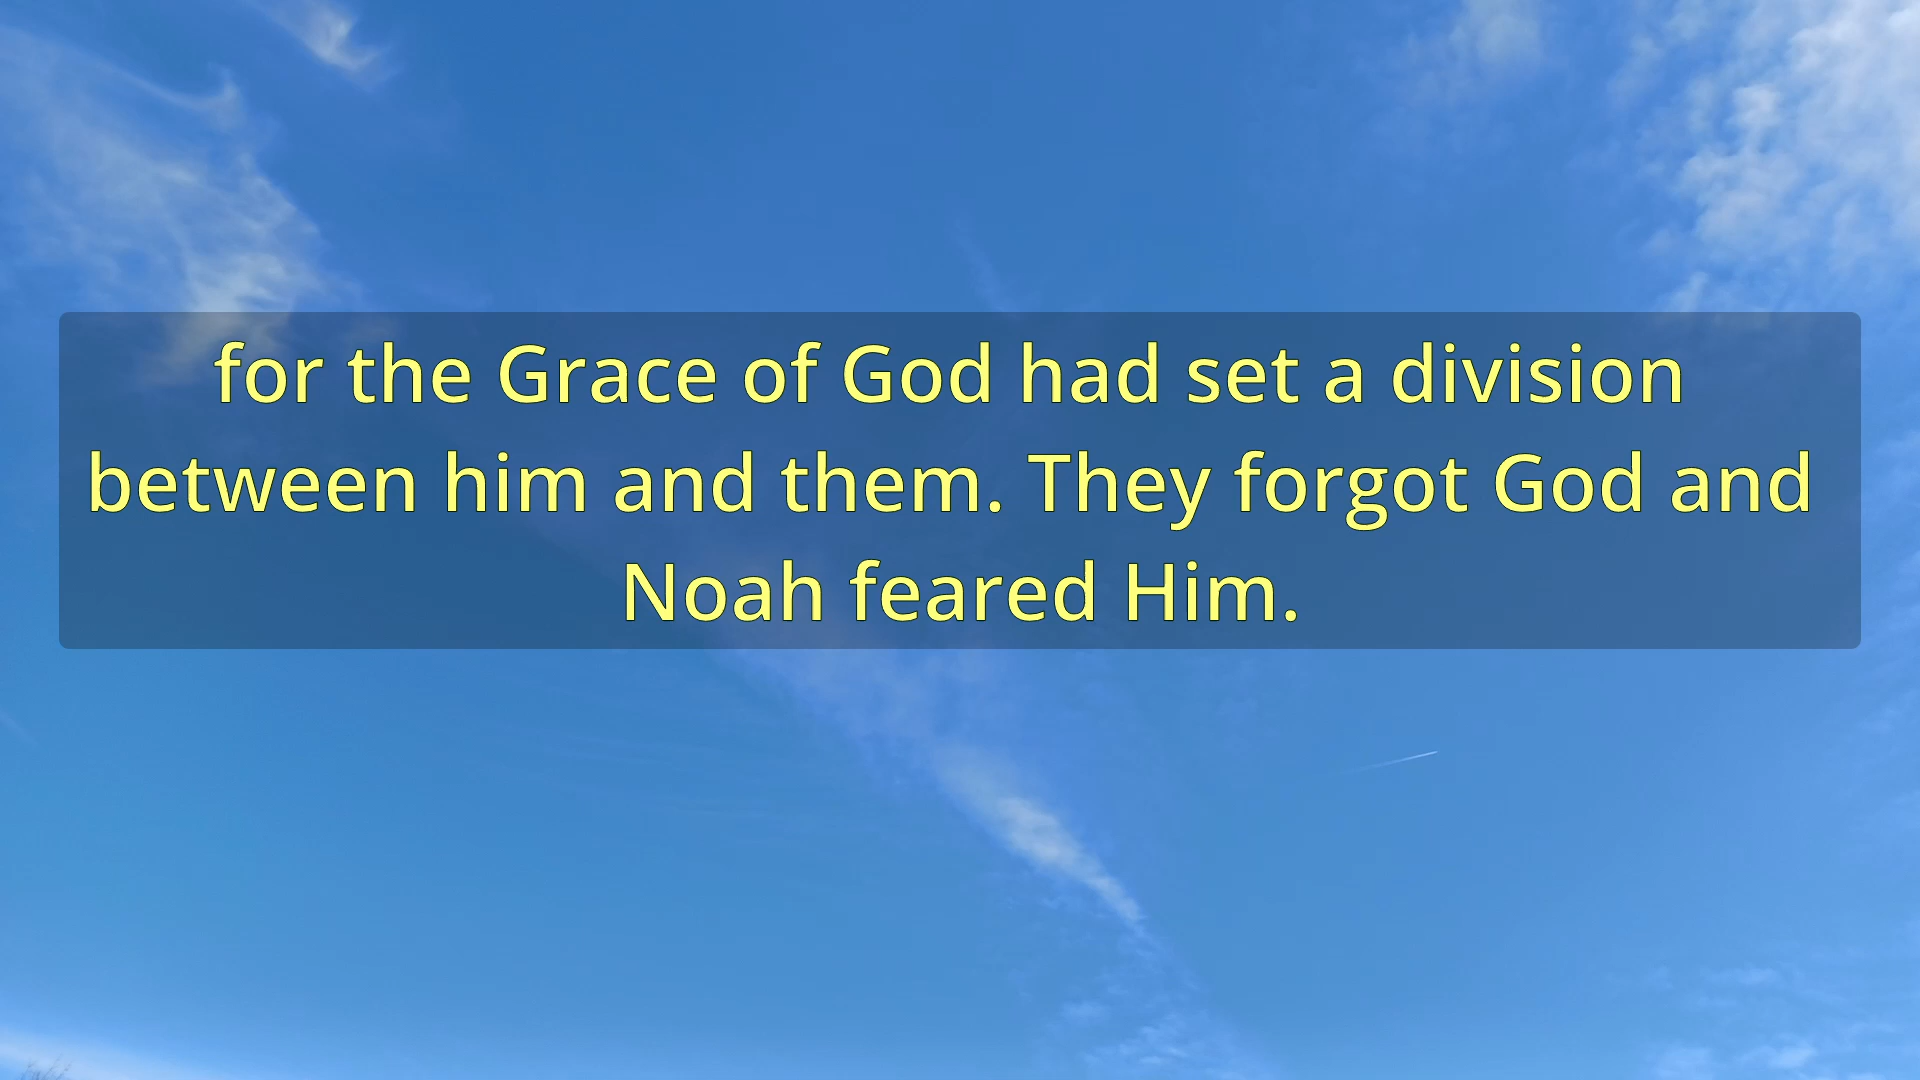 for the Grace of God had set a division
between him and them. They forgot God and
Noah feared Him.